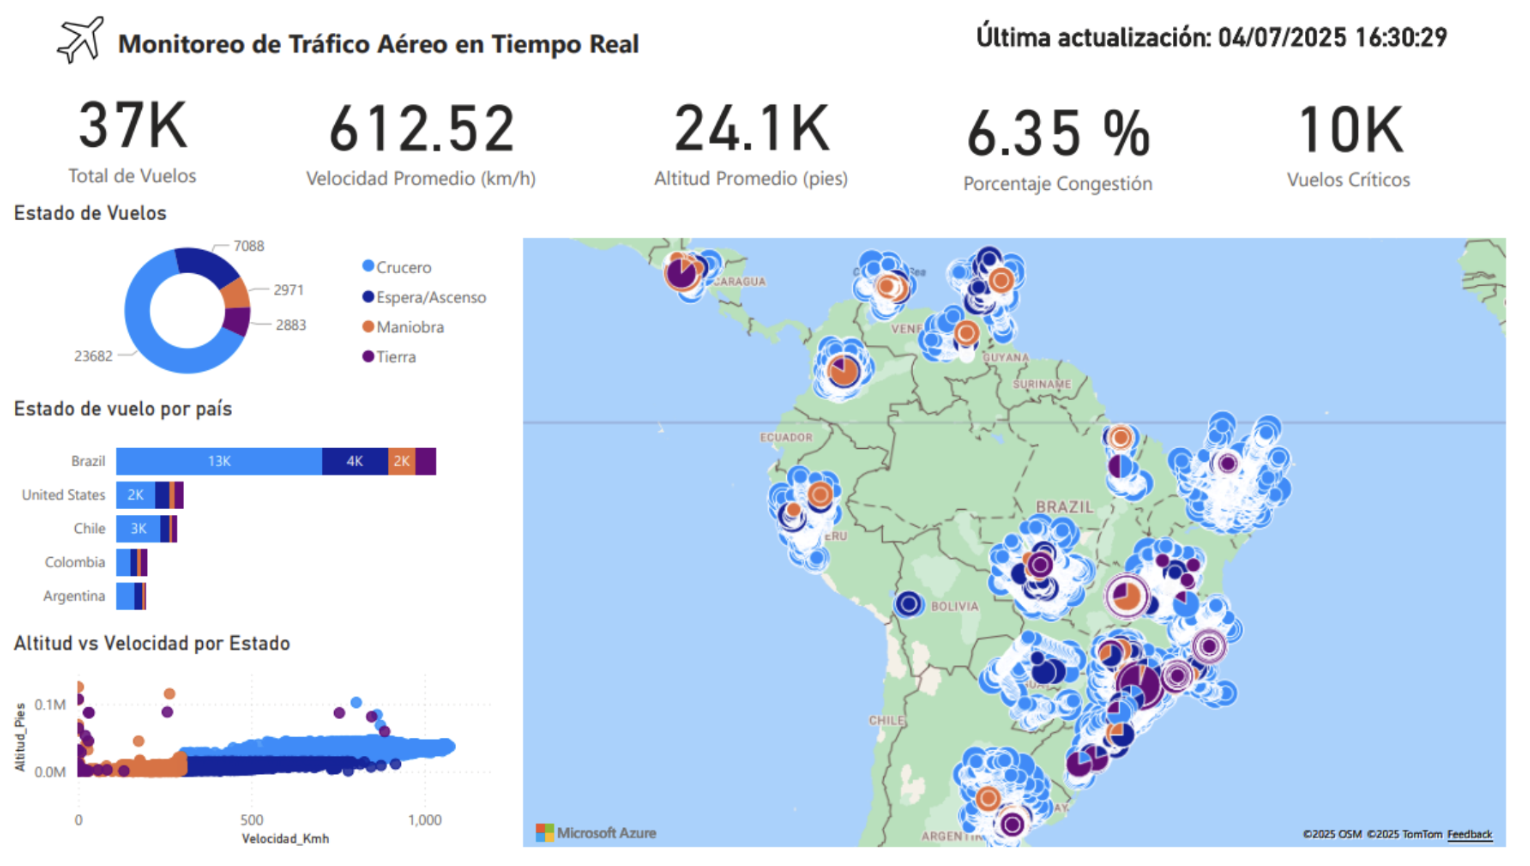 Monitoreo de Tráfico Aéreo en Tiempo Real
Última actualización: 04/07/2025 16:30:29
37K
Total de Vuelos
612.52
Velocidad Promedio (km/h)
24.1K
Altitud Promedio (pies)
6.35 %
Porcentaje Congestión
10K
Vuelos Críticos
Estado de Vuelos
7088
2971
2883
23682
Crucero
Espera/Ascenso
Maniobra
Tierra
Estado de vuelo por país
Brazil 13K 4K 2K
United States 2K
Chile 3K
Colombia
Argentina
Altitud vs Velocidad por Estado
Altitud_Pies
0.1M
0.0M
0 500 1,000
Velocidad_Kmh
CARAGUA
VENE
GUYANA
SURINAME
ECUADOR
BRAZIL
ERU
BOLIVIA
CHILE
AY
ARGENTIN
Microsoft Azure
©2025 OSM ©2025 TomTom Feedback